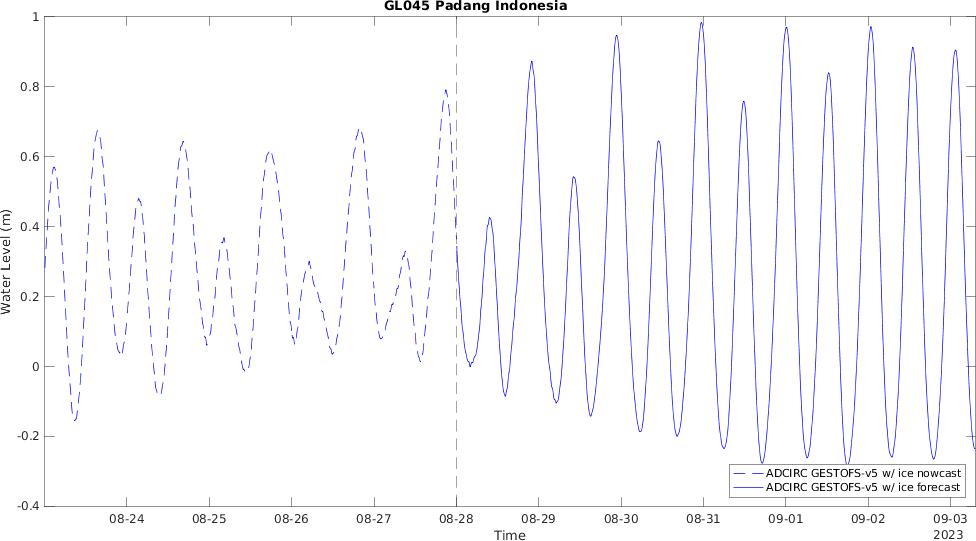 GL045 Padang Indonesia
1
0.8
0.6
0.4
0.2
0
-0.2
-0.4
Water Level (m)
ADCIRC GESTOFS-v5 w/ ice nowcast
ADCIRC GESTOFS-v5 w/ ice forecast
08-24 08-25 08-26 08-27 08-28 08-29 08-30 08-31 09-01 09-02 09-03
2023
Time